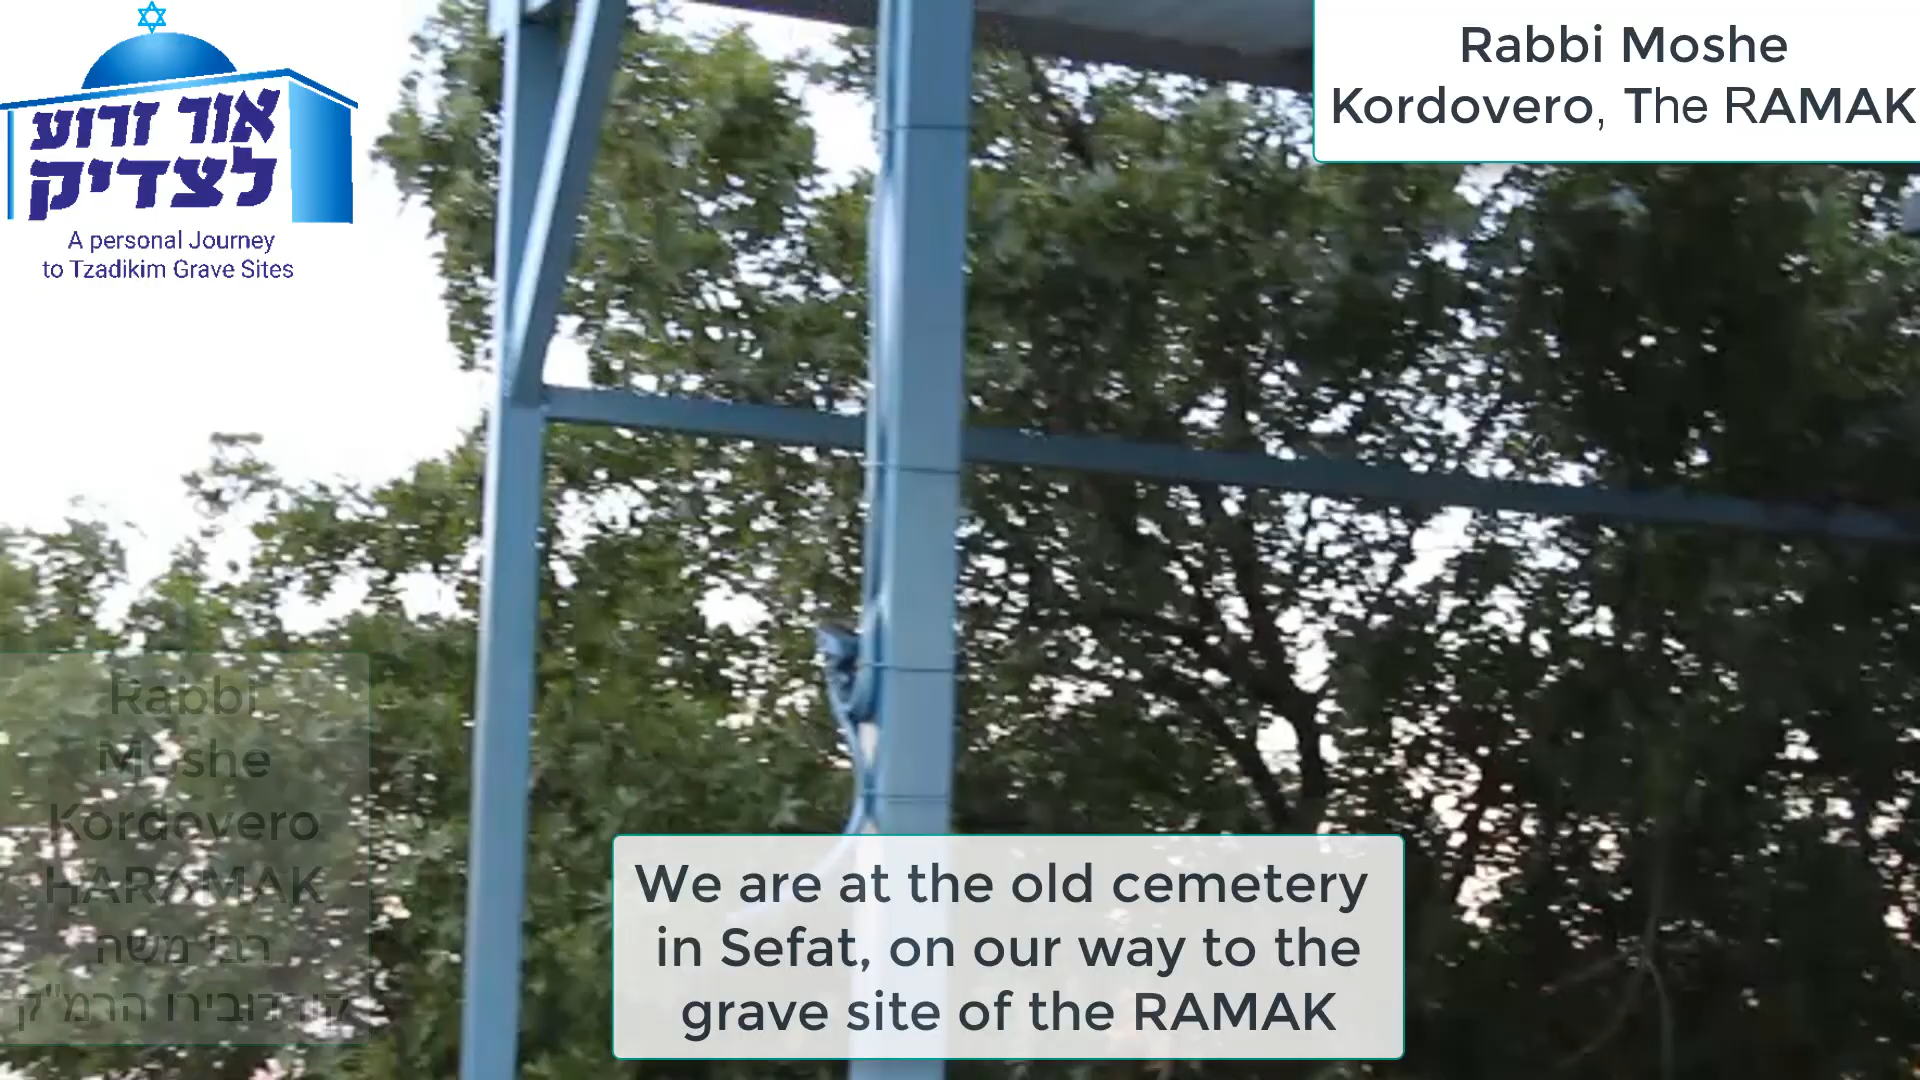 אור זרוע
לצדיק
A personal Journey
to Tzadikim Grave Sites
Rabbi Moshe
Kordovero, The RAMAK
Rabbi
Moshe
Kordovero
HARAMAK
רבי משה
קורדובירו הרמ"ק
We are at the old cemetery
in Sefat, on our way to the
grave site of the RAMAK